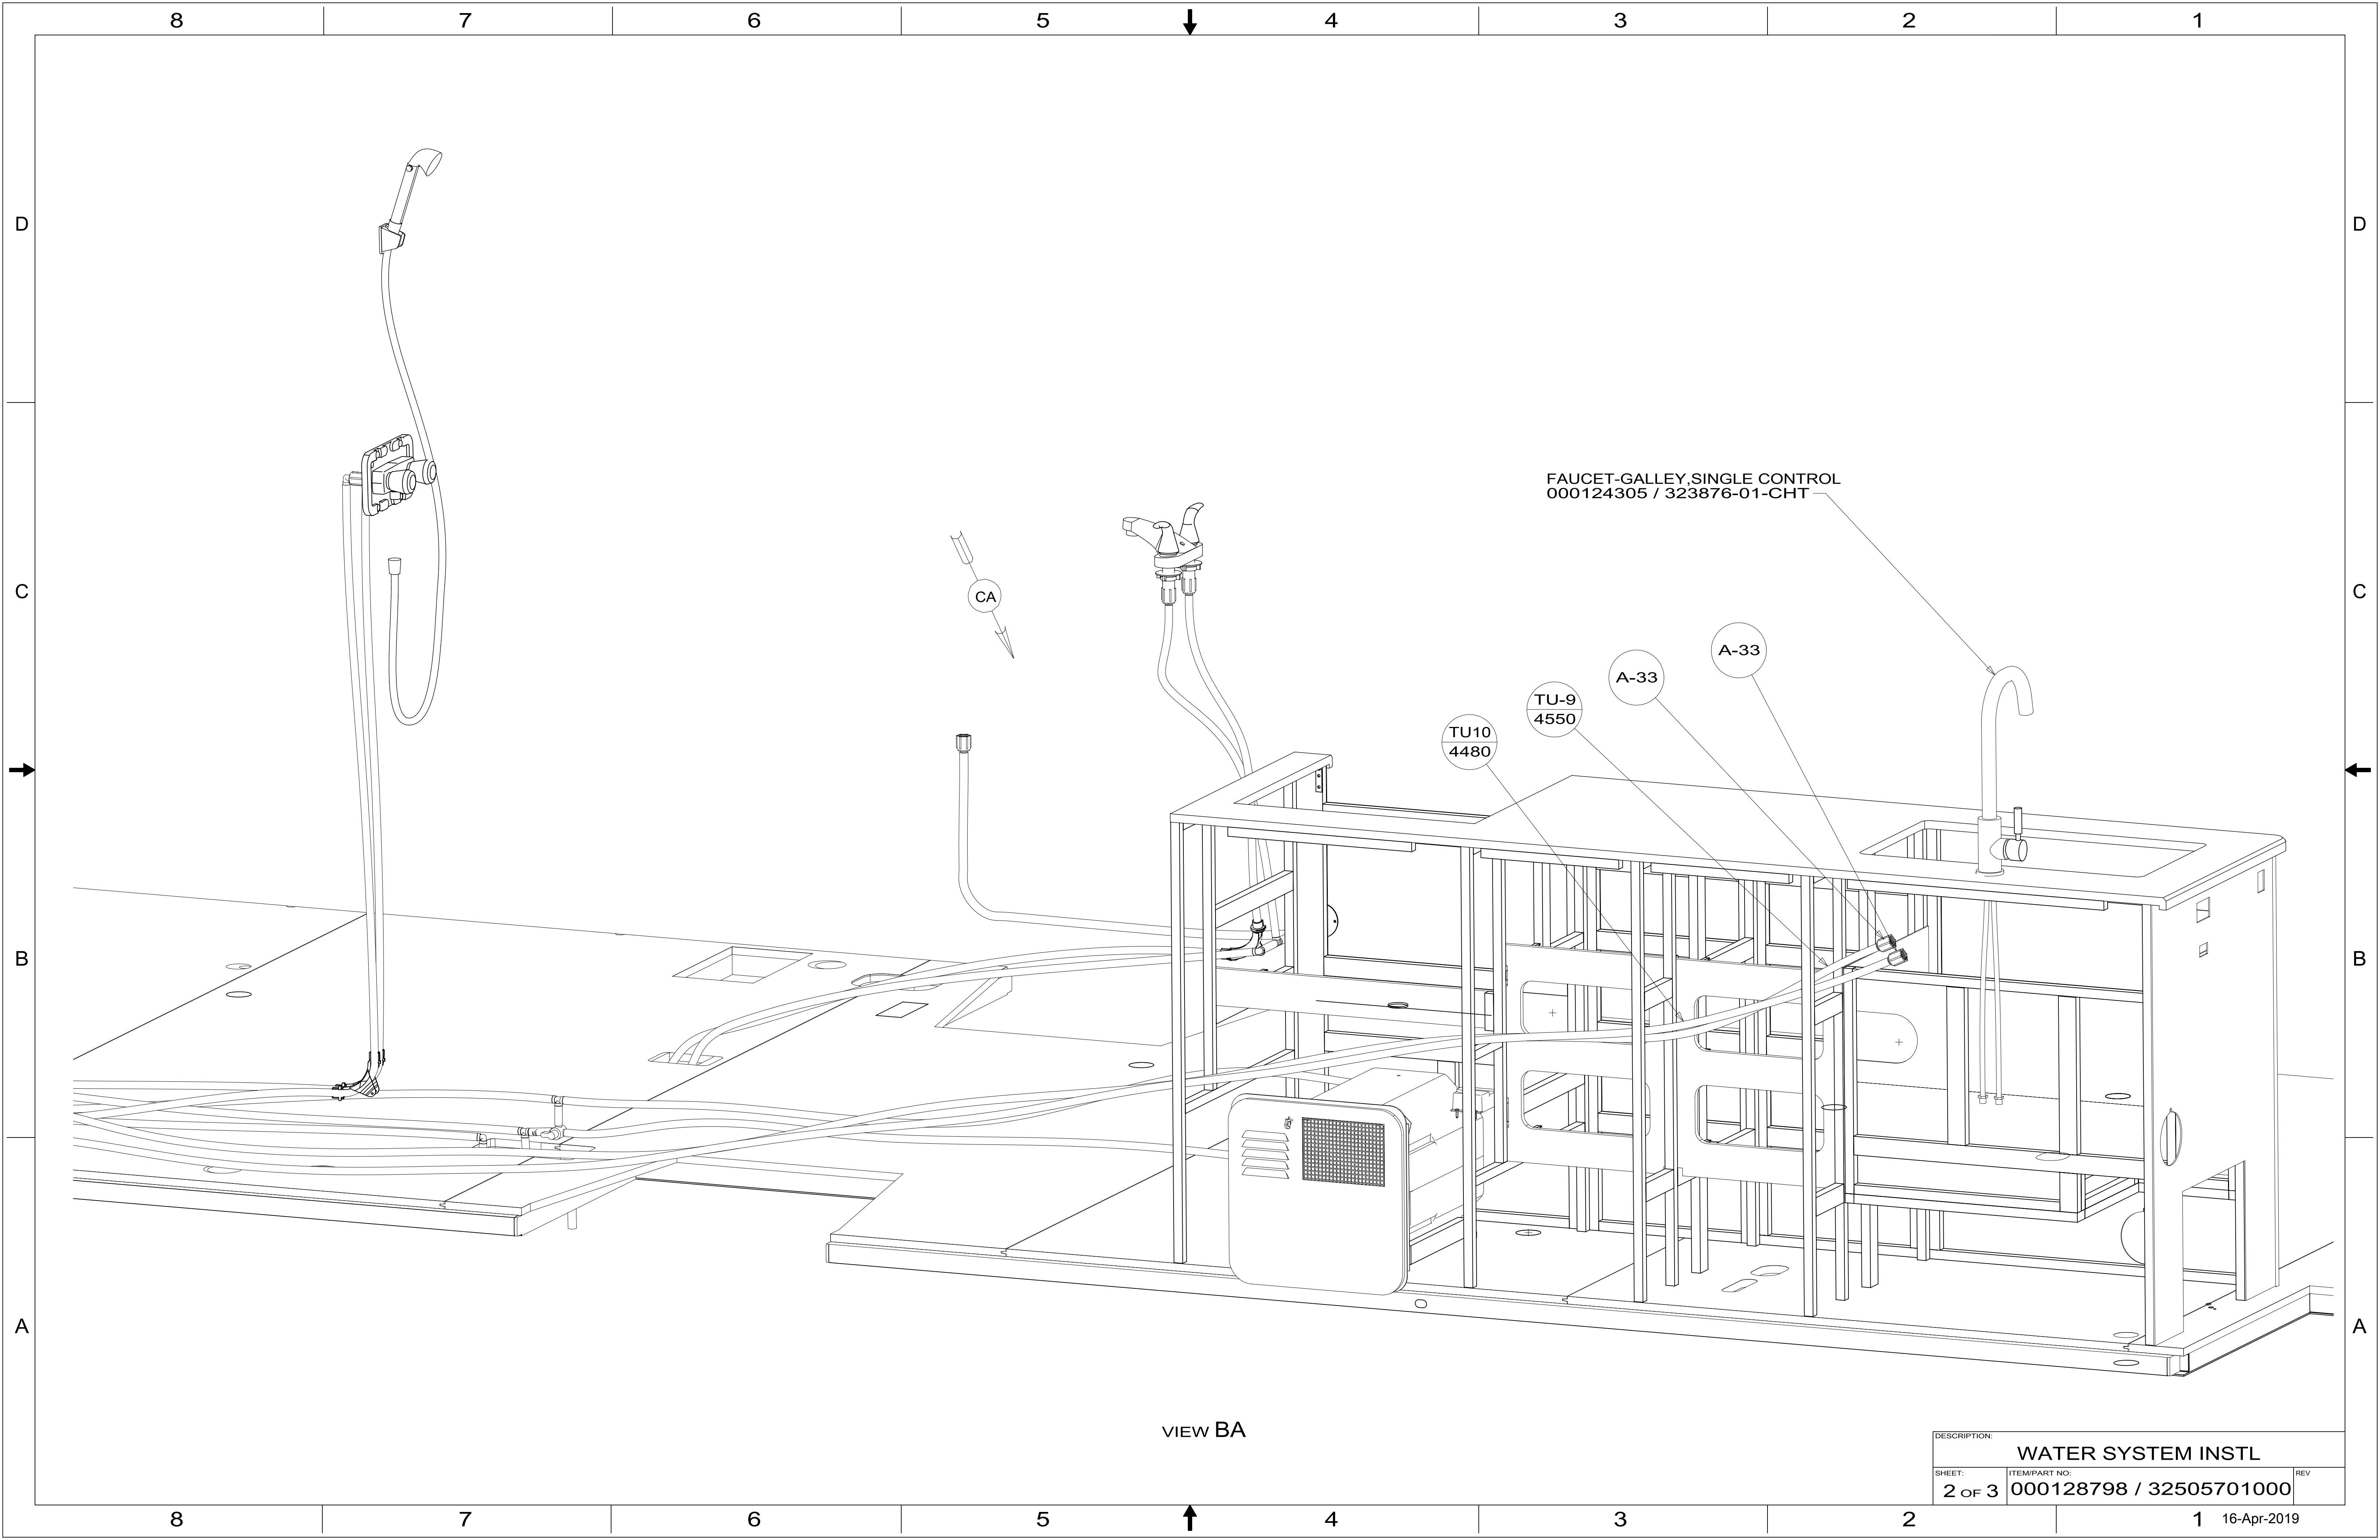 8 7 6 5 4 3 2 1
D D
FAUCET-GALLEY,SINGLE CONTROL
000124305 / 323876-01-CHT
C C
CA
A-33
A-33
TU-9
4550
TU10
4480
B B
A A
VIEW BA
DESCRIPTION:
WATER SYSTEM INSTL
SHEET:
2 OF 3
ITEM/PART NO:
000128798 / 32505701000
REV
8 7 6 5 4 3 2 1
16-Apr-2019